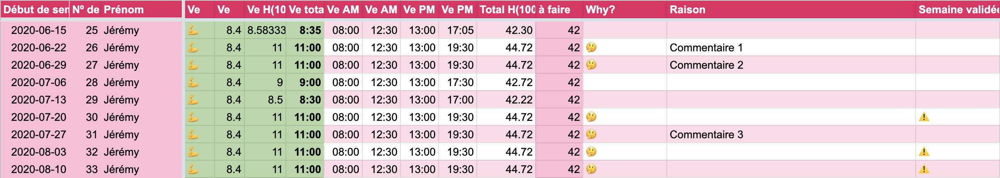 Début de sem Nº de Prénom Ve Ve Ve H(10 Ve tota Ve AM Ve AM Ve PM Ve PM Total H(100 à faire Why? Raison Semaine validée
2020-06-15 25 Jérémy 💪 8.4 8.58333 8:35 08:00 12:30 13:00 17:05 42.30 42
2020-06-22 26 Jérémy 💪 8.4 11 11:00 08:00 12:30 13:00 19:30 44.72 42 🤔 Commentaire 1
2020-06-29 27 Jérémy 💪 8.4 11 11:00 08:00 12:30 13:00 19:30 44.72 42 🤔 Commentaire 2
2020-07-06 28 Jérémy 💪 8.4 9 9:00 08:00 12:30 13:00 17:30 42.72 42
2020-07-13 29 Jérémy 💪 8.4 8.5 8:30 08:00 12:30 13:00 17:00 42.22 42
2020-07-20 30 Jérémy 💪 8.4 11 11:00 08:00 12:30 13:00 19:30 44.72 42 🤔 ⚠️
2020-07-27 31 Jérémy 💪 8.4 11 11:00 08:00 12:30 13:00 19:30 44.72 42 🤔 Commentaire 3
2020-08-03 32 Jérémy 💪 8.4 11 11:00 08:00 12:30 13:00 19:30 44.72 42 🤔 ⚠️
2020-08-10 33 Jérémy 💪 8.4 11 11:00 08:00 12:30 13:00 19:30 44.72 42 🤔 ⚠️